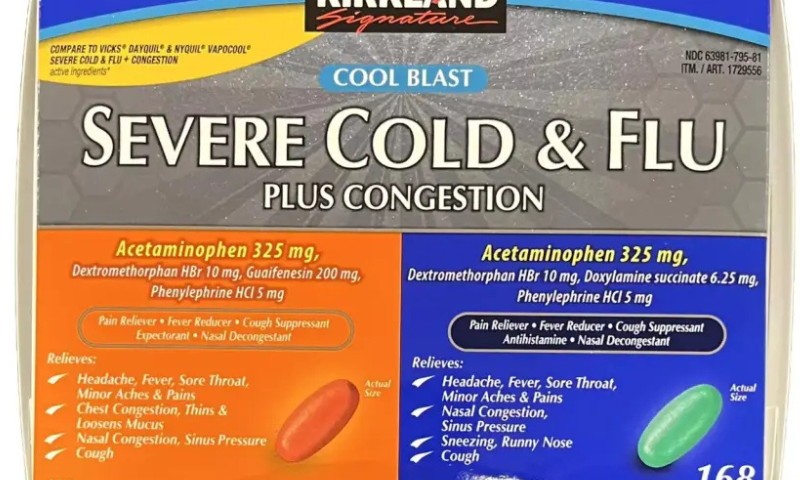 KIRKLAND
Signature
COMPARE TO VICKS® DAYQUIL® & NYQUIL® VAPOCOOL®
SEVERE COLD & FLU + CONGESTION
active ingredients*
NDC 63981-795-81
ITM. / ART. 1729556
COOL BLAST
SEVERE COLD & FLU
PLUS CONGESTION
Acetaminophen 325 mg,
Dextromethorphan HBr 10 mg, Guaifenesin 200 mg,
Phenylephrine HCl 5 mg
Pain Reliever • Fever Reducer • Cough Suppressant
Expectorant • Nasal Decongestant
Relieves:
Headache, Fever, Sore Throat,
Minor Aches & Pains
Chest Congestion, Thins &
Loosens Mucus
Nasal Congestion, Sinus Pressure
Cough
Actual
Size
Acetaminophen 325 mg,
Dextromethorphan HBr 10 mg, Doxylamine succinate 6.25 mg,
Phenylephrine HCl 5 mg
Pain Reliever • Fever Reducer • Cough Suppressant
Antihistamine • Nasal Decongestant
Relieves:
Headache, Fever, Sore Throat,
Minor Aches & Pains
Nasal Congestion,
Sinus Pressure
Sneezing, Runny Nose
Cough
Actual
Size
168